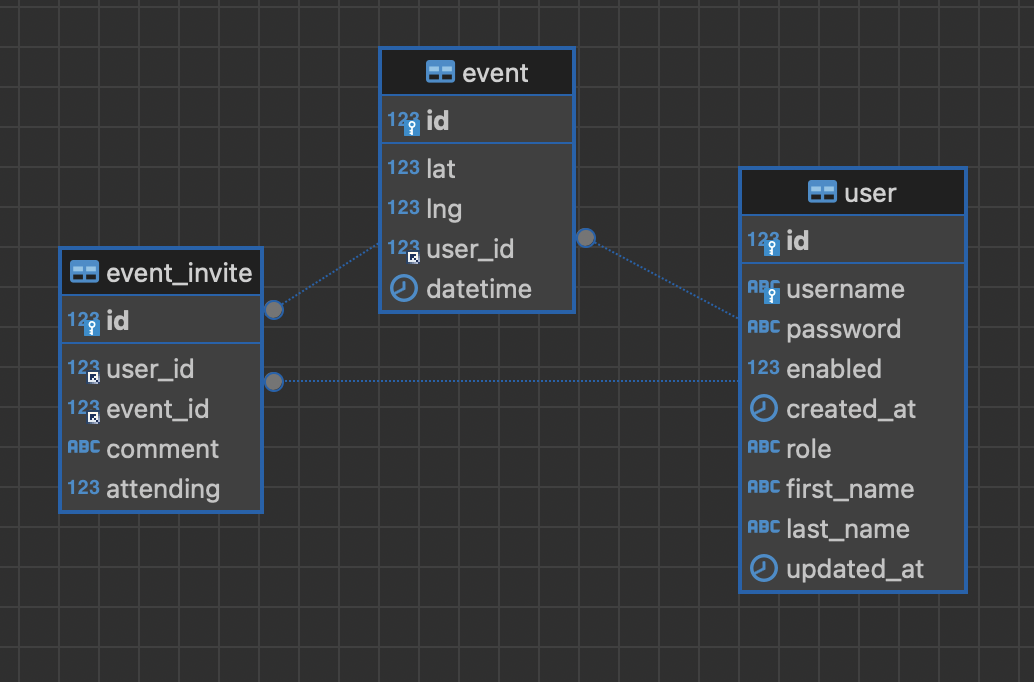 event
123 id
123 lat
123 lng
123 user_id
datetime
user
123 id
ABC username
ABC password
123 enabled
created_at
ABC role
ABC first_name
ABC last_name
updated_at
event_invite
123 id
123 user_id
123 event_id
ABC comment
123 attending